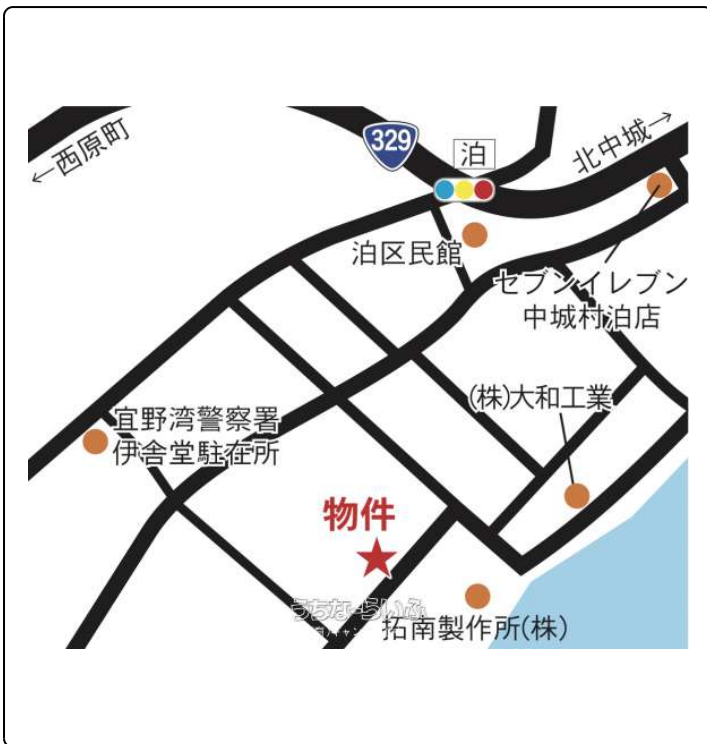 329
泊
←西原町
北中城→
泊区民館
セブンイレブン
中城村泊店
(株)大和工業
宜野湾警察署
伊舎堂駐在所
物件
うちなーらいふ
拓南製作所(株)